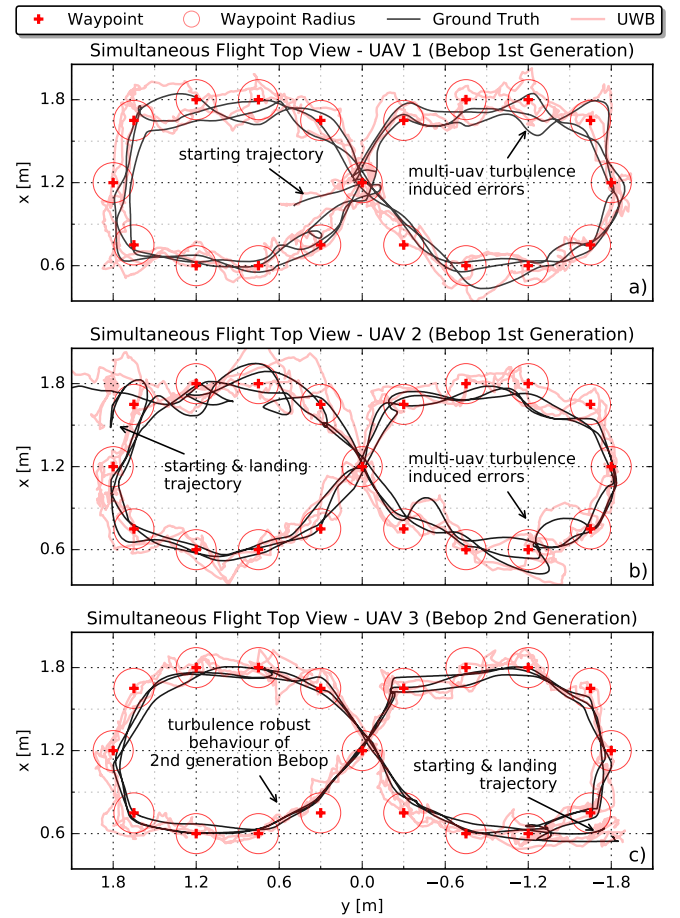 Waypoint Waypoint Radius Ground Truth UWB
Simultaneous Flight Top View - UAV 1 (Bebop 1st Generation)
1.8
1.2
0.6
x [m]
starting trajectory
multi-uav turbulence
induced errors
a)
Simultaneous Flight Top View - UAV 2 (Bebop 1st Generation)
1.8
1.2
0.6
x [m]
starting & landing
trajectory
multi-uav turbulence
induced errors
b)
Simultaneous Flight Top View - UAV 3 (Bebop 2nd Generation)
1.8
1.2
0.6
x [m]
turbulence robust
behaviour of
2nd generation Bebop
starting & landing
trajectory
c)
1.8 1.2 0.6 0.0 −0.6 −1.2 −1.8
y [m]